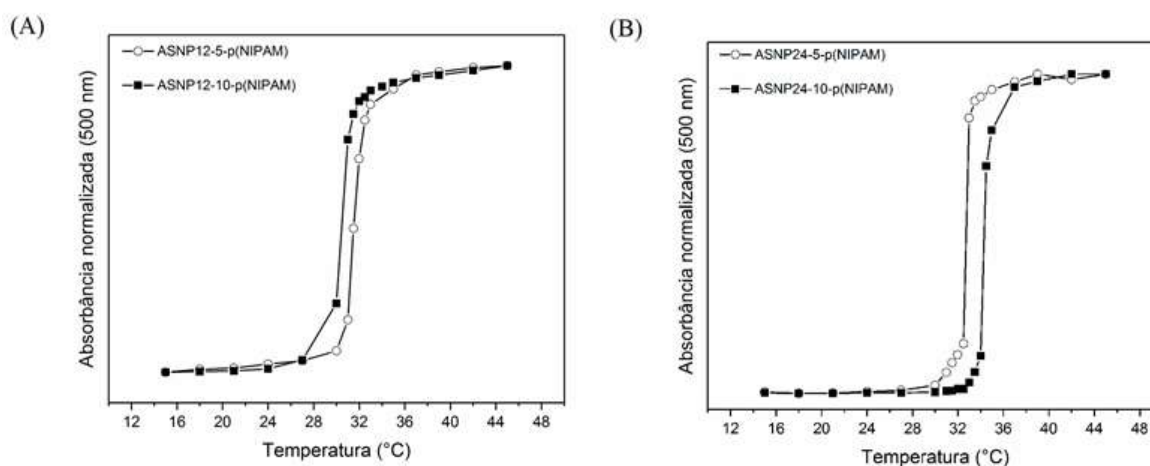 (A)
ASNP12-5-p(NIPAM)
ASNP12-10-p(NIPAM)
Absorbância normalizada (500 nm)
12 16 20 24 28 32 36 40 44 48
Temperatura (°C)
(B)
ASNP24-5-p(NIPAM)
ASNP24-10-p(NIPAM)
Absorbância normalizada (500 nm)
12 16 20 24 28 32 36 40 44 48
Temperatura (°C)